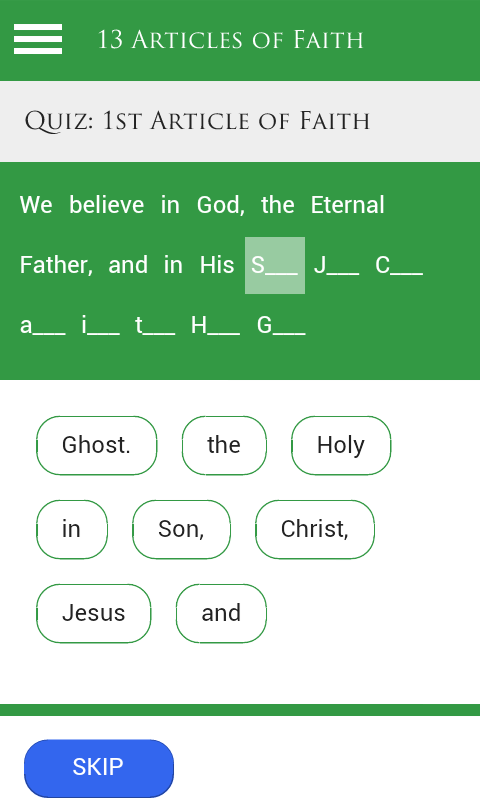 13 Articles of Faith
Quiz: 1st Article of Faith
We believe in God, the Eternal
Father, and in His S___ J___ C___
a___ i___ t___ H___ G___
Ghost. the Holy
in Son, Christ,
Jesus and
SKIP